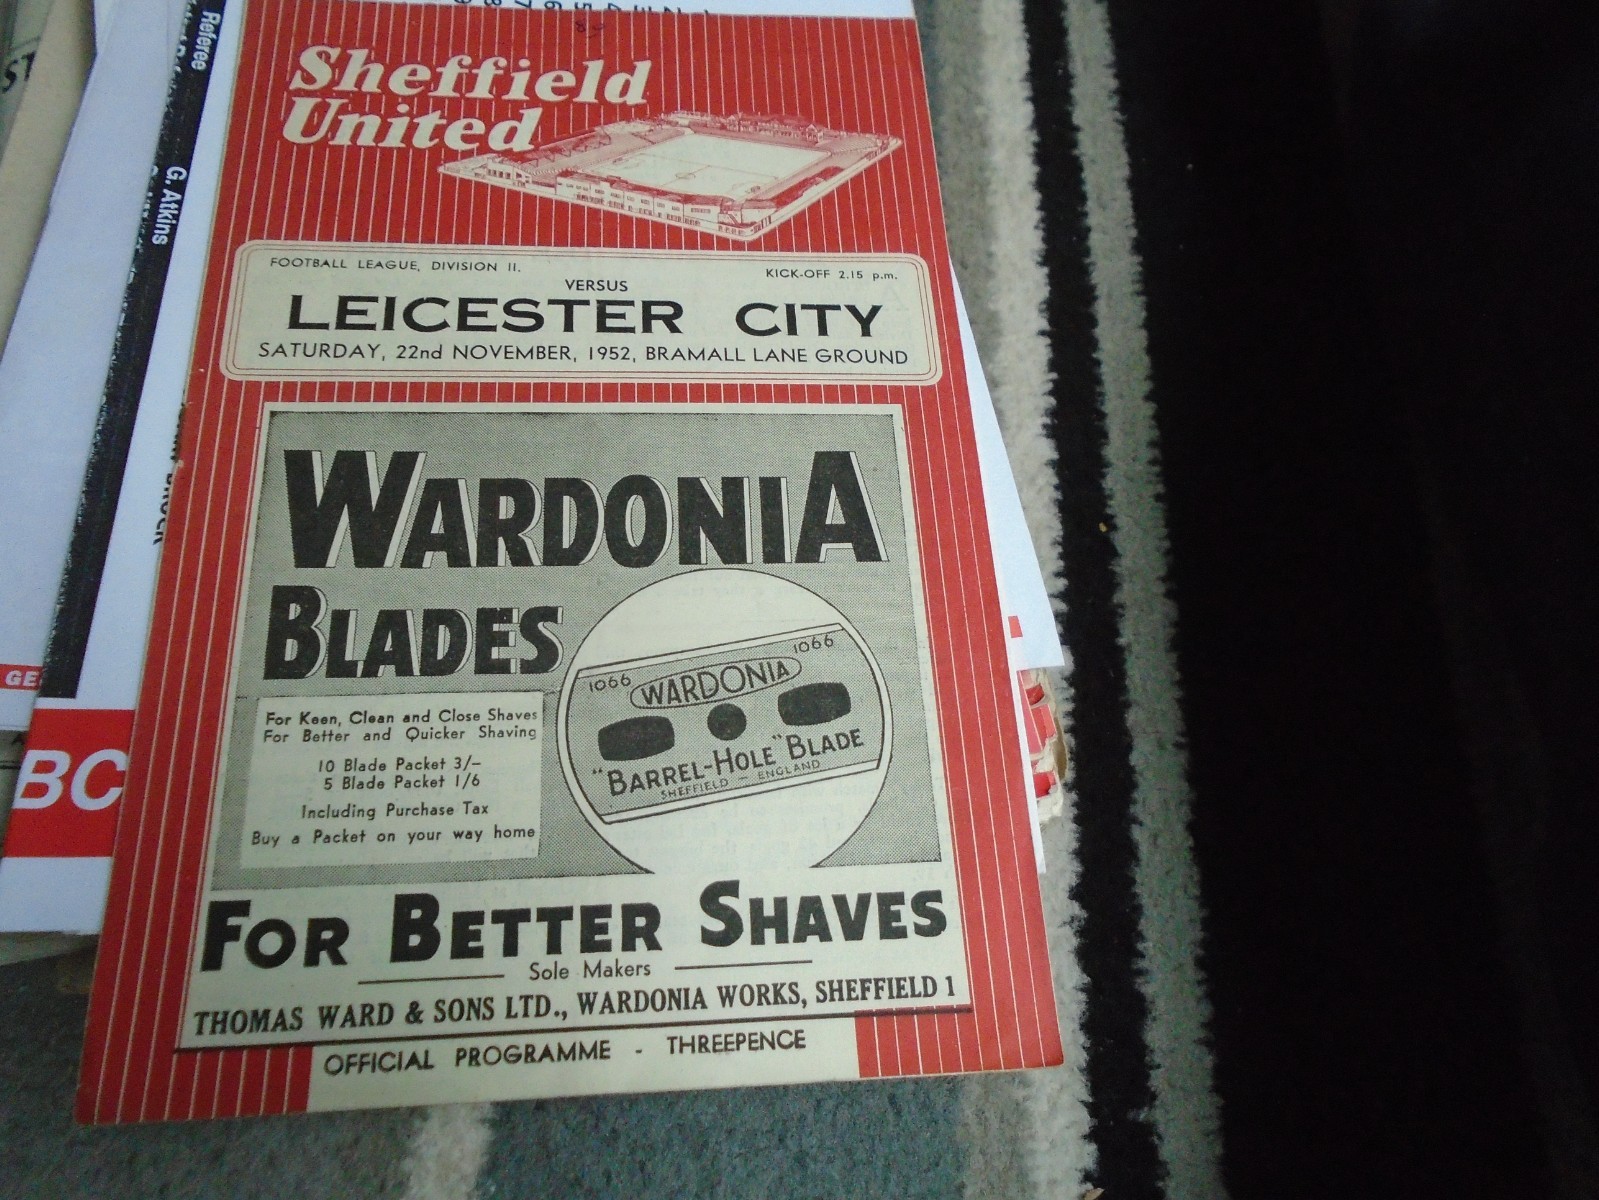 Referee
G. Atkins
GE
BC
Sheffield
United
FOOTBALL LEAGUE, DIVISION II.
KICK-OFF 2.15 p.m.
VERSUS
LEICESTER CITY
SATURDAY, 22nd NOVEMBER, 1952, BRAMALL LANE GROUND
WARDONIA
BLADES
For Keen, Clean and Close Shaves
For Better and Quicker Shaving
10 Blade Packet 3/-
5 Blade Packet 1/6
Including Purchase Tax
Buy a Packet on your way home
1066 1066
WARDONIA
"BARREL-HOLE" BLADE
SHEFFIELD - ENGLAND
FOR BETTER SHAVES
Sole Makers
THOMAS WARD & SONS LTD., WARDONIA WORKS, SHEFFIELD 1
OFFICIAL PROGRAMME - THREEPENCE